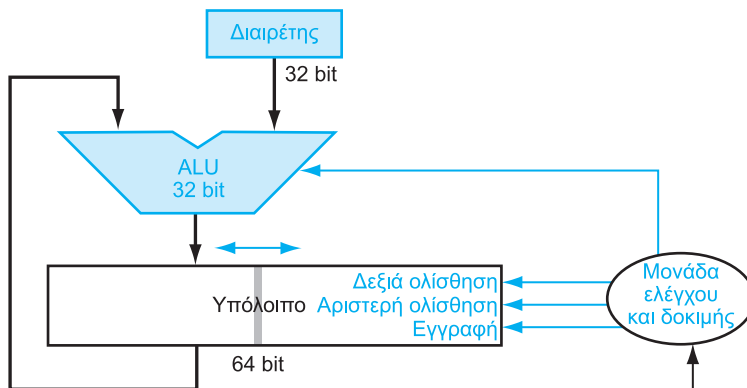 Διαιρέτης
32 bit
ALU
32 bit
Υπόλοιπο
Δεξιά ολίσθηση
Αριστερή ολίσθηση
Εγγραφή
64 bit
Μονάδα
ελέγχου
και δοκιμής